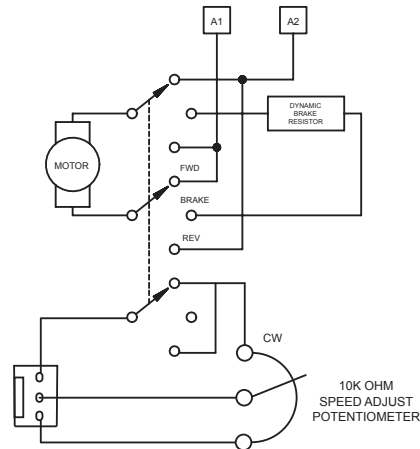 A1
A2
DYNAMIC
BRAKE
RESISTOR
MOTOR
FWD
BRAKE
REV
CW
10K OHM
SPEED ADJUST
POTENTIOMETER